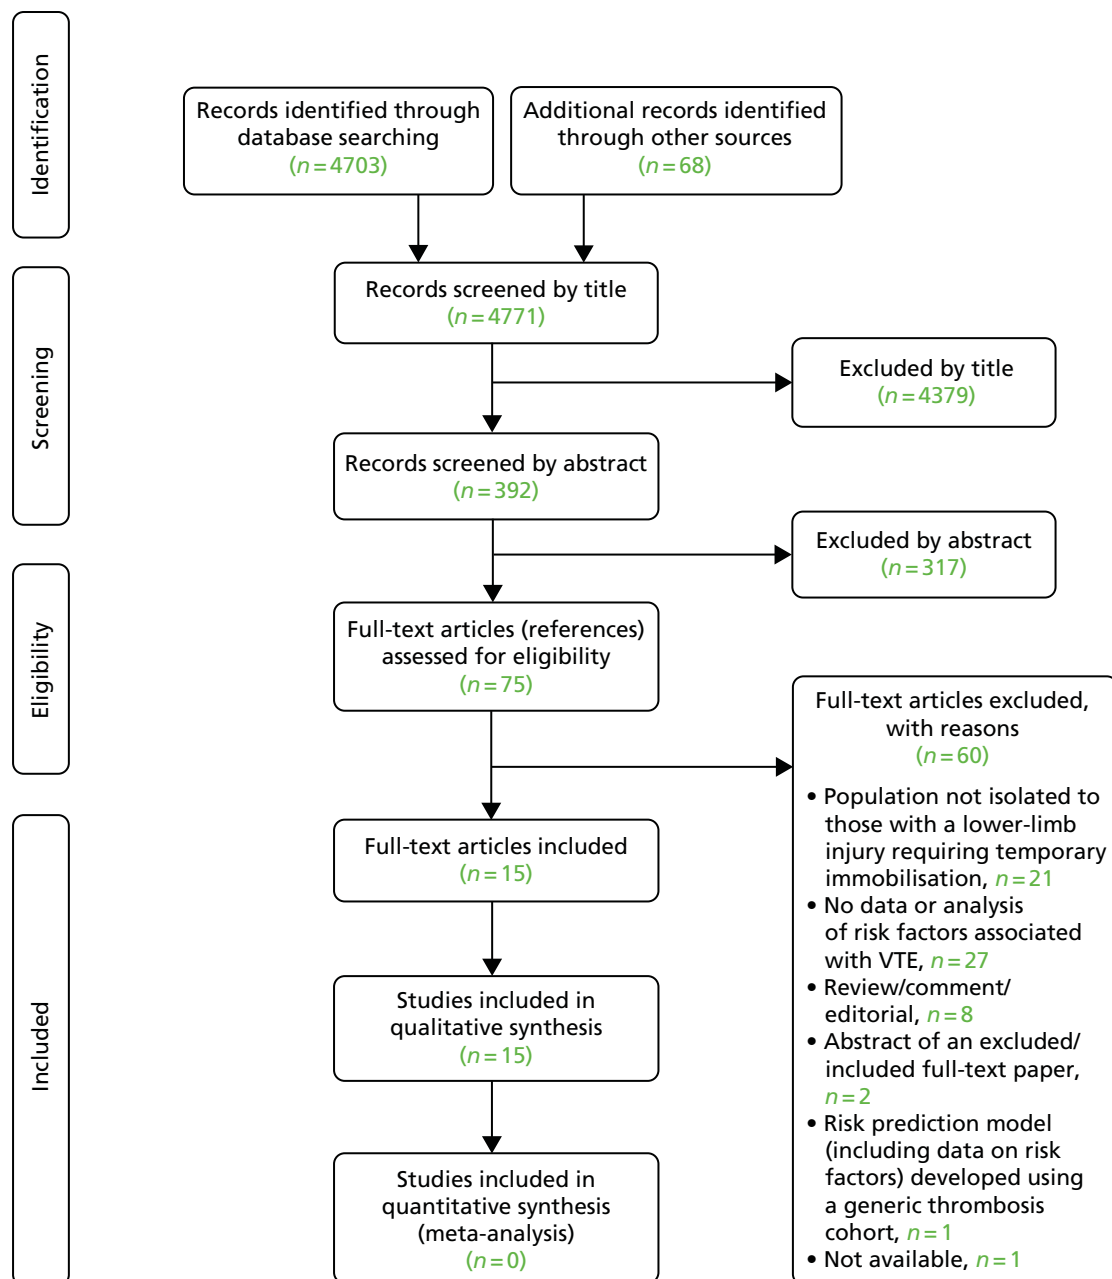 Identification
Records identified through
database searching
(n=4703)
Additional records identified
through other sources
(n=68)
Screening
Records screened by title
(n=4771)
Excluded by title
(n=4379)
Records screened by abstract
(n=392)
Excluded by abstract
(n=317)
Eligibility
Full-text articles (references)
assessed for eligibility
(n=75)
Full-text articles excluded,
with reasons
(n=60)
• Population not isolated to
those with a lower-limb
injury requiring temporary
immobilisation, n=21
• No data or analysis
of risk factors associated
with VTE, n=27
• Review/comment/
editorial, n=8
• Abstract of an excluded/
included full-text paper,
n=2
• Risk prediction model
(including data on risk
factors) developed using
a generic thrombosis
cohort, n=1
• Not available, n=1
Included
Full-text articles included
(n=15)
Studies included in
qualitative synthesis
(n=15)
Studies included in
quantitative synthesis
(meta-analysis)
(n=0)